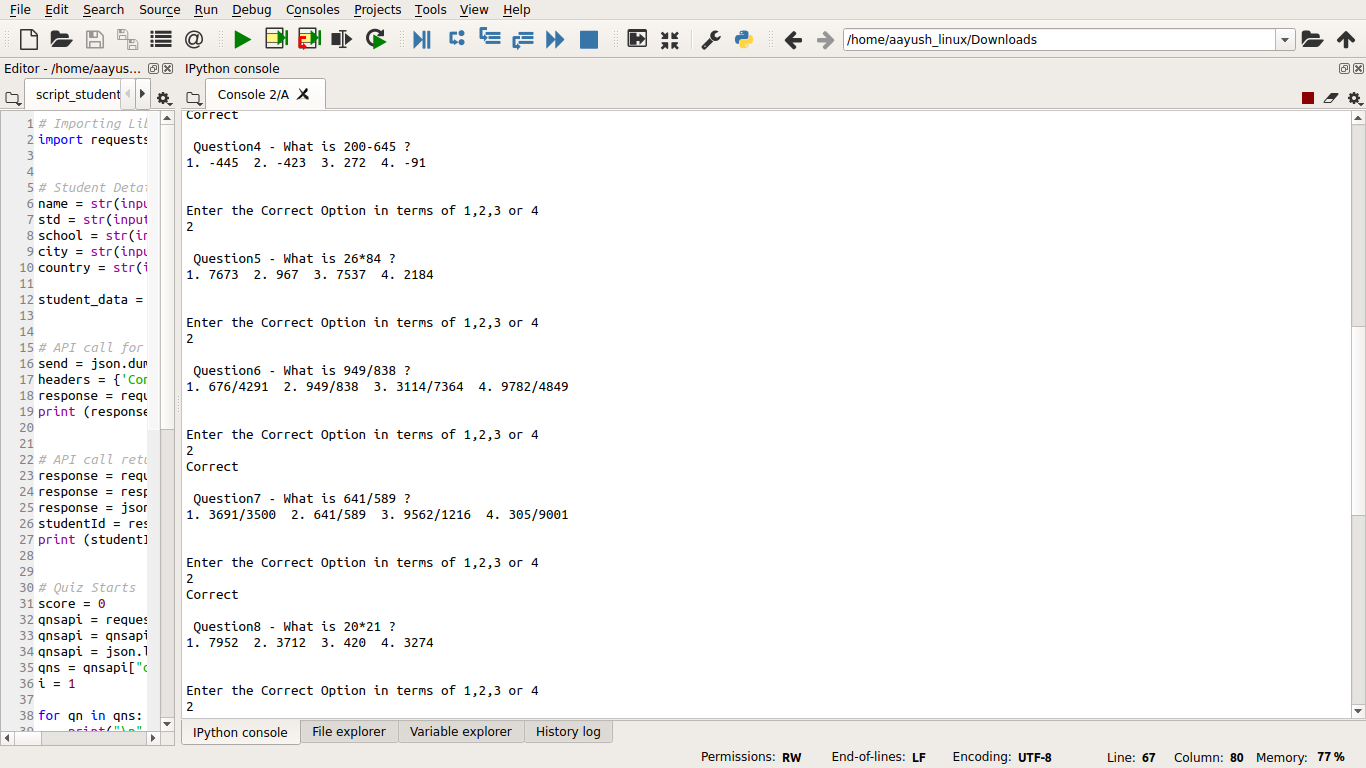 File Edit Search Source Run Debug Consoles Projects Tools View Help
/home/aayush_linux/Downloads
Editor - /home/aayus...
IPython console
script_student
Console 2/A
1 # Importing Lib
2 import requests
3
4
5 # Student Detai
6 name = str(inpu
7 std = str(input
8 school = str(in
9 city = str(inpu
10 country = str(i
11
12 student_data =
13
14
15 # API call for
16 send = json.dum
17 headers = {'Con
18 response = requ
19 print (response
20
21
22 # API call retu
23 response = requ
24 response = resp
25 response = json
26 studentId = res
27 print (studentI
28
29
30 # Quiz Starts
31 score = 0
32 qnsapi = reques
33 qnsapi = qnsapi
34 qnsapi = json.l
35 qns = qnsapi["
36 i = 1
37
38 for qn in qns:
39 print("\n"
Correct
Question4 - What is 200-645 ?
1. -445 2. -423 3. 272 4. -91
Enter the Correct Option in terms of 1,2,3 or 4
2
Question5 - What is 26*84 ?
1. 7673 2. 967 3. 7537 4. 2184
Enter the Correct Option in terms of 1,2,3 or 4
2
Question6 - What is 949/838 ?
1. 676/4291 2. 949/838 3. 3114/7364 4. 9782/4849
Enter the Correct Option in terms of 1,2,3 or 4
2
Correct
Question7 - What is 641/589 ?
1. 3691/3500 2. 641/589 3. 9562/1216 4. 305/9001
Enter the Correct Option in terms of 1,2,3 or 4
2
Correct
Question8 - What is 20*21 ?
1. 7952 2. 3712 3. 420 4. 3274
Enter the Correct Option in terms of 1,2,3 or 4
2
IPython console File explorer Variable explorer History log
Permissions: RW End-of-lines: LF Encoding: UTF-8 Line: 67 Column: 80 Memory: 77 %